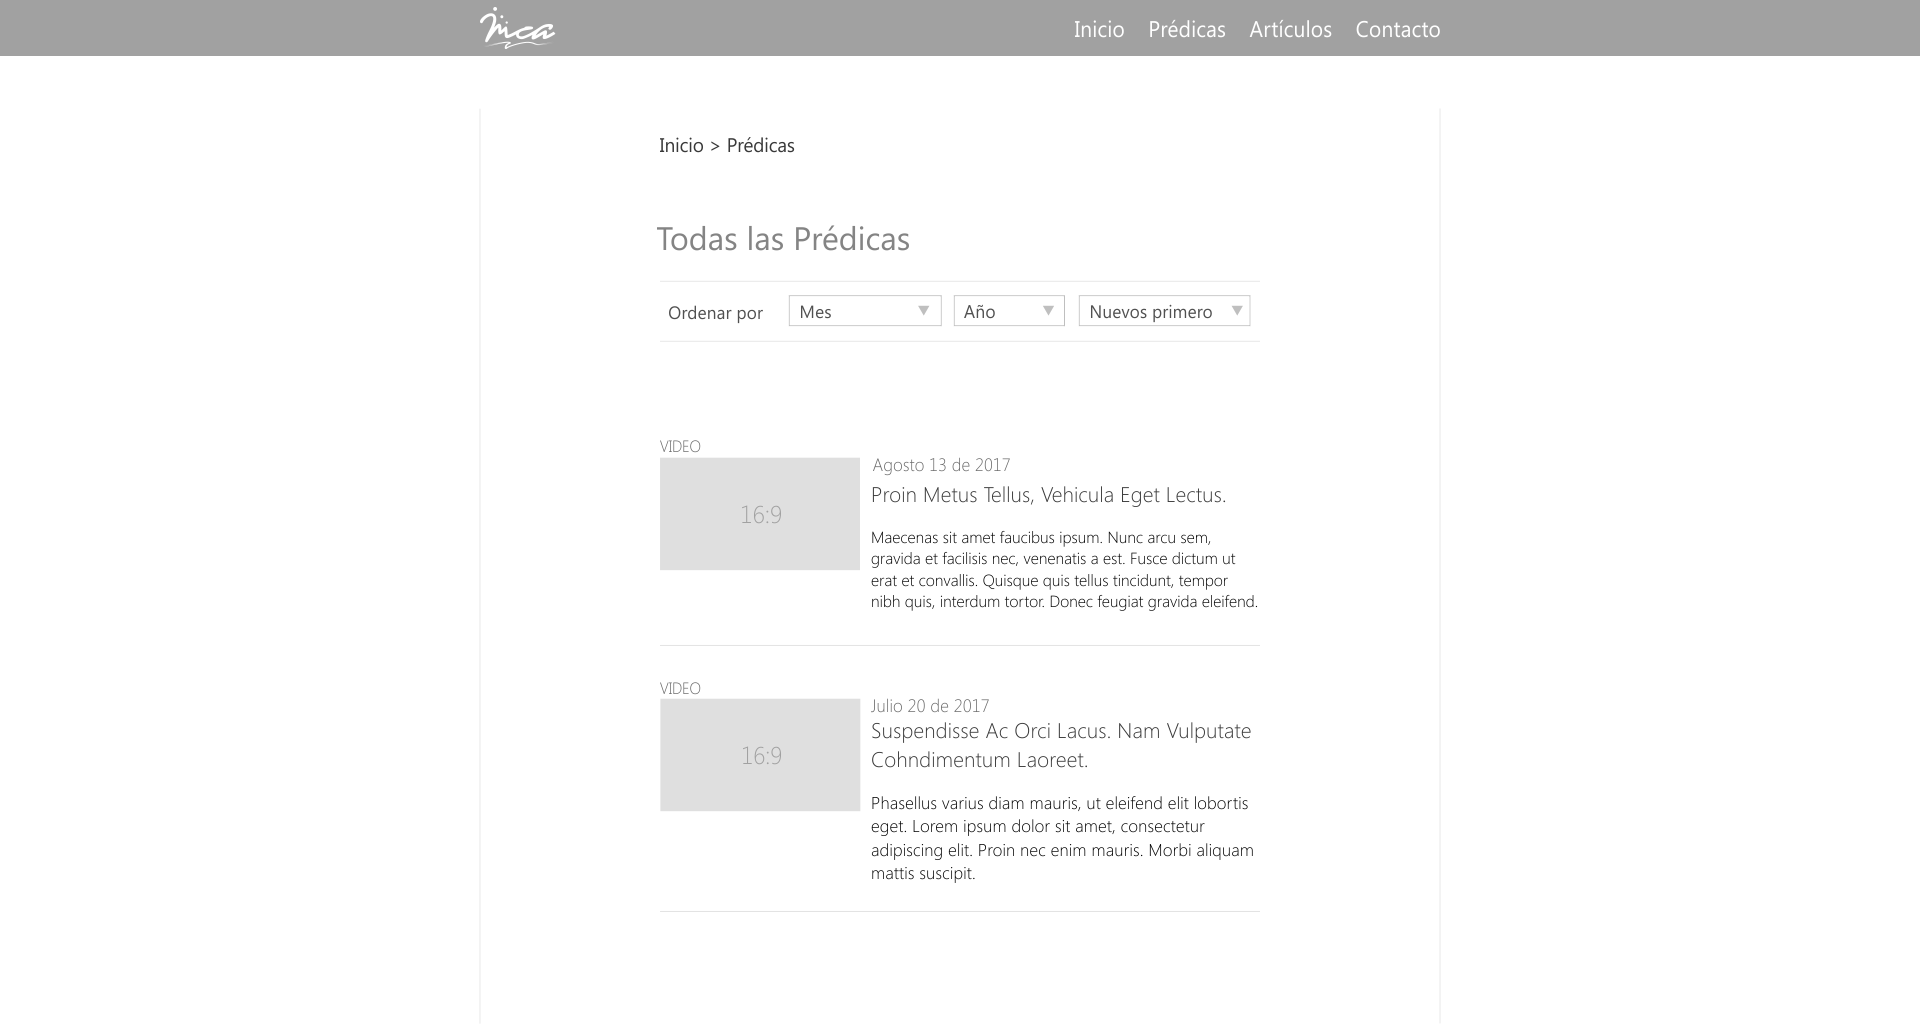 mca
Inicio Prédicas Artículos Contacto
Inicio > Prédicas
Todas las Prédicas
Ordenar por Mes Año Nuevos primero
VIDEO
16:9
Agosto 13 de 2017
Proin Metus Tellus, Vehicula Eget Lectus.
Maecenas sit amet faucibus ipsum. Nunc arcu sem,
gravida et facilisis nec, venenatis a est. Fusce dictum ut
erat et convallis. Quisque quis tellus tincidunt, tempor
nibh quis, interdum tortor. Donec feugiat gravida eleifend.
VIDEO
16:9
Julio 20 de 2017
Suspendisse Ac Orci Lacus. Nam Vulputate
Cohndimentum Laoreet.
Phasellus varius diam mauris, ut eleifend elit lobortis
eget. Lorem ipsum dolor sit amet, consectetur
adipiscing elit. Proin nec enim mauris. Morbi aliquam
mattis suscipit.